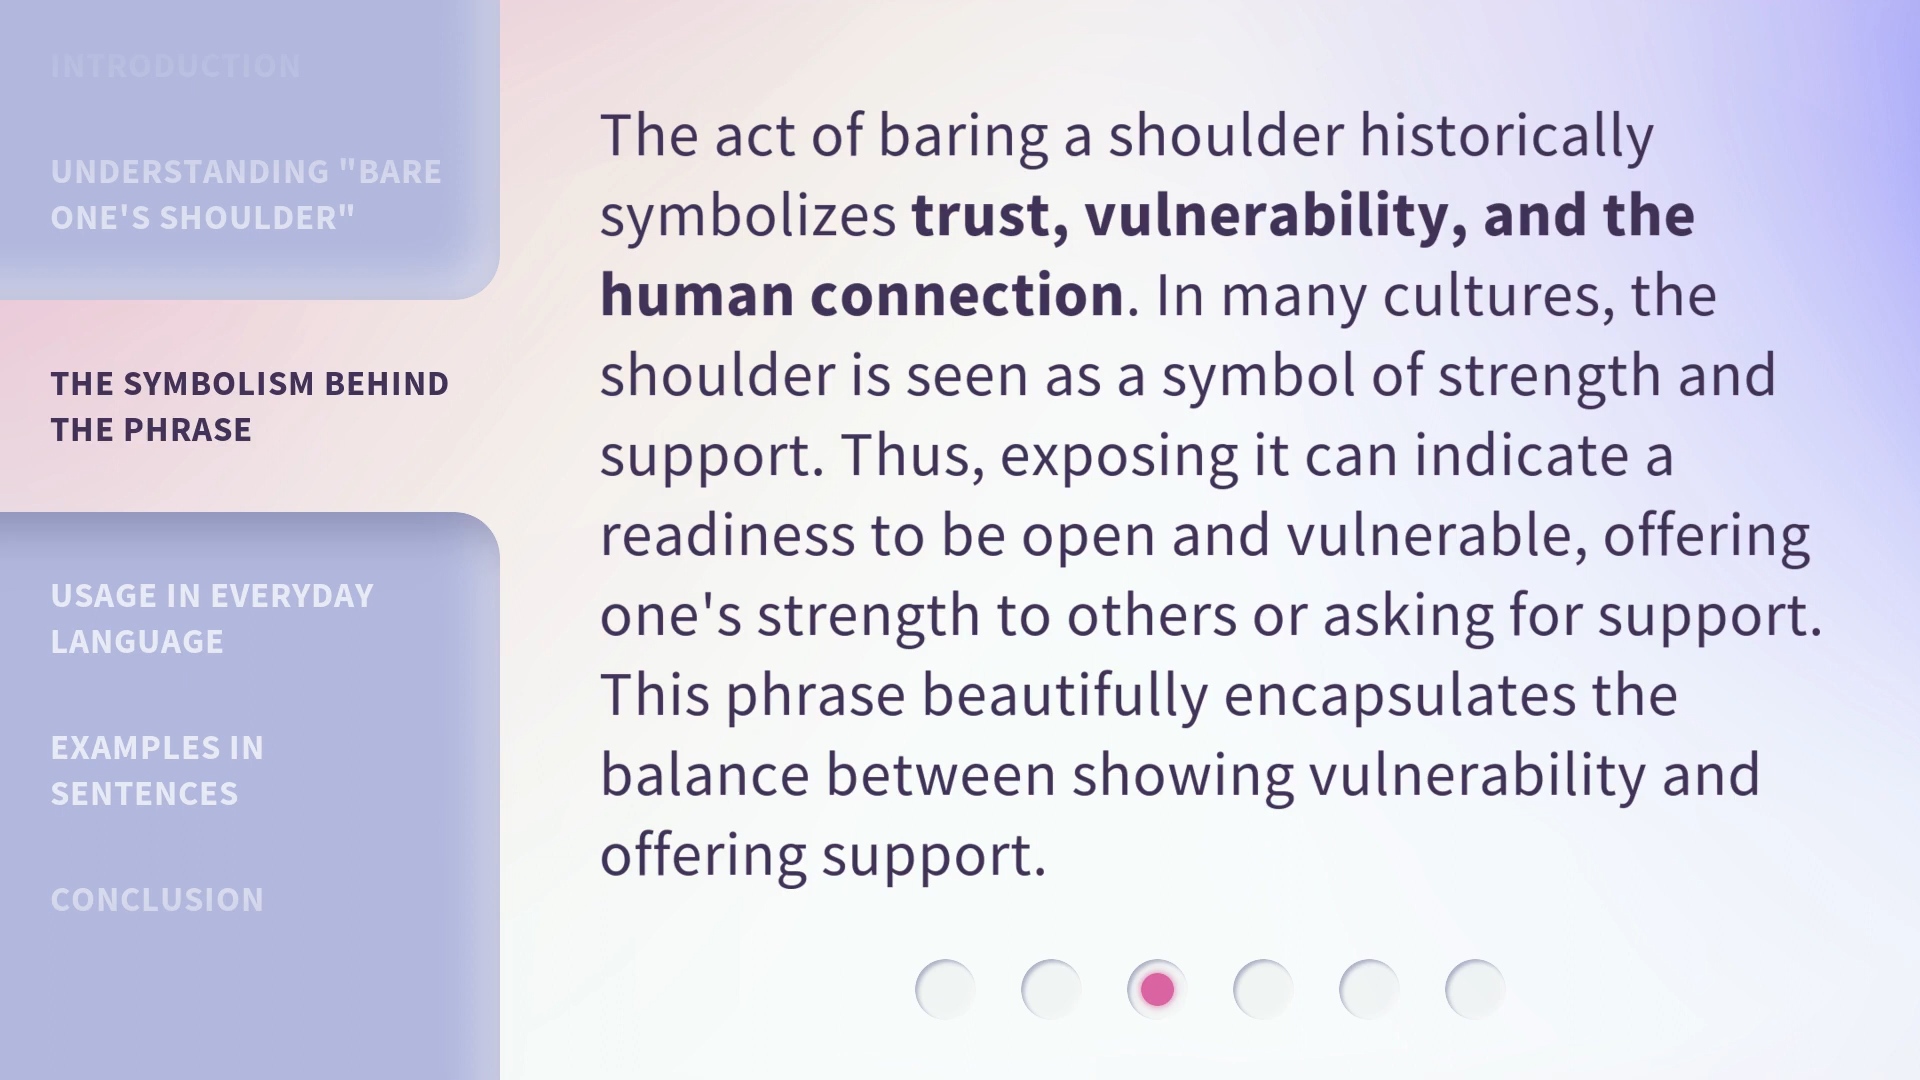 INTRODUCTION
UNDERSTANDING "BARE
ONE'S SHOULDER"
THE SYMBOLISM BEHIND
THE PHRASE
USAGE IN EVERYDAY
LANGUAGE
EXAMPLES IN
SENTENCES
CONCLUSION
The act of baring a shoulder historically
symbolizes trust, vulnerability, and the
human connection. In many cultures, the
shoulder is seen as a symbol of strength and
support. Thus, exposing it can indicate a
readiness to be open and vulnerable, offering
one's strength to others or asking for support.
This phrase beautifully encapsulates the
balance between showing vulnerability and
offering support.